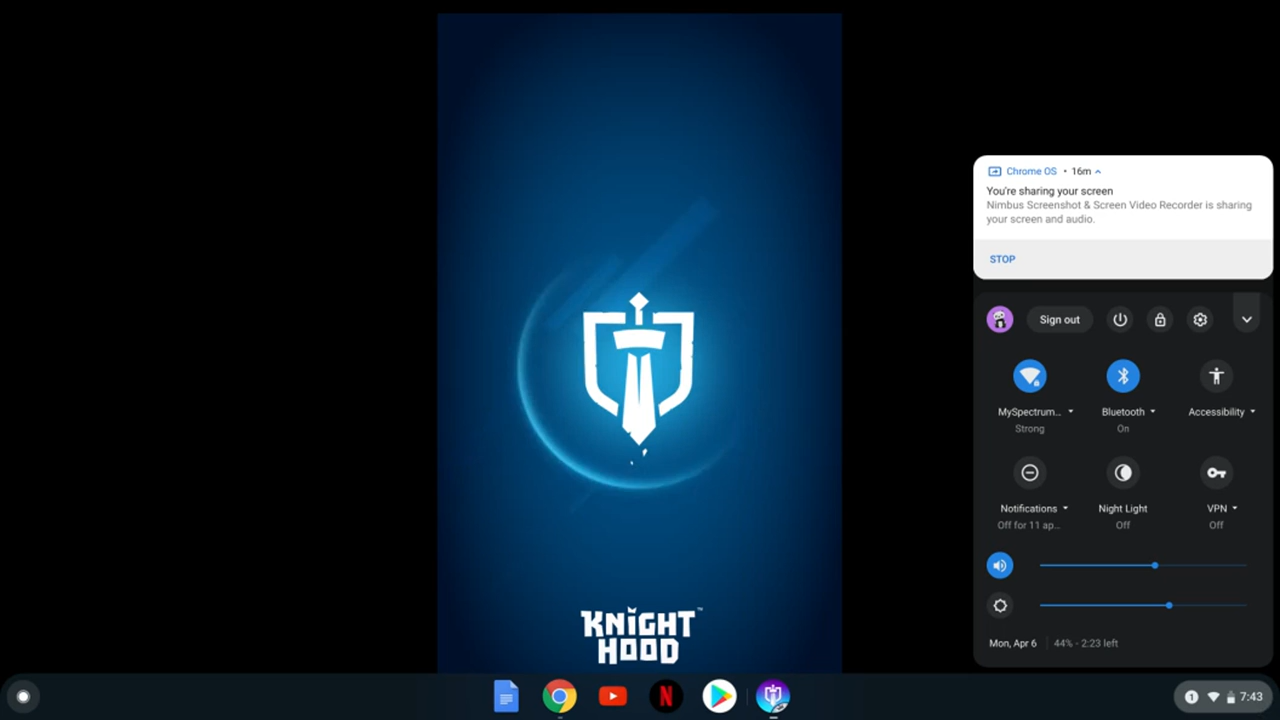 Chrome OS • 16m
You're sharing your screen
Nimbus Screenshot & Screen Video Recorder is sharing
your screen and audio.
STOP
Sign out
MySpectrum... Bluetooth Accessibility
Strong On
Notifications Night Light VPN
Off for 11 ap... Off Off
Mon, Apr 6 44% - 2:23 left
KNIGHT™
HOOD
1 7:43